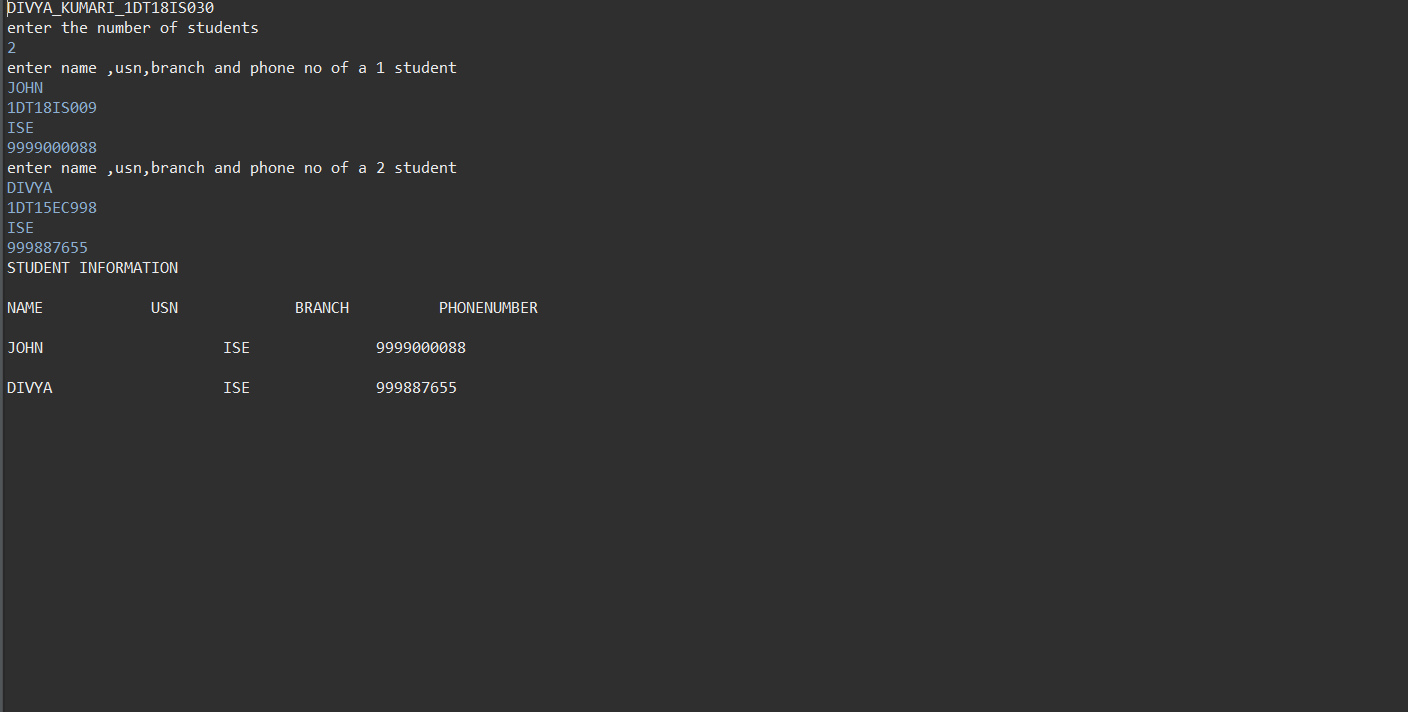 DIVYA_KUMARI_1DT18IS030
enter the number of students
2
enter name ,usn,branch and phone no of a 1 student
JOHN
1DT18IS009
ISE
9999000088
enter name ,usn,branch and phone no of a 2 student
DIVYA
1DT15EC998
ISE
999887655
STUDENT INFORMATION
NAME            USN             BRANCH          PHONENUMBER
JOHN                    ISE              9999000088
DIVYA                   ISE              999887655